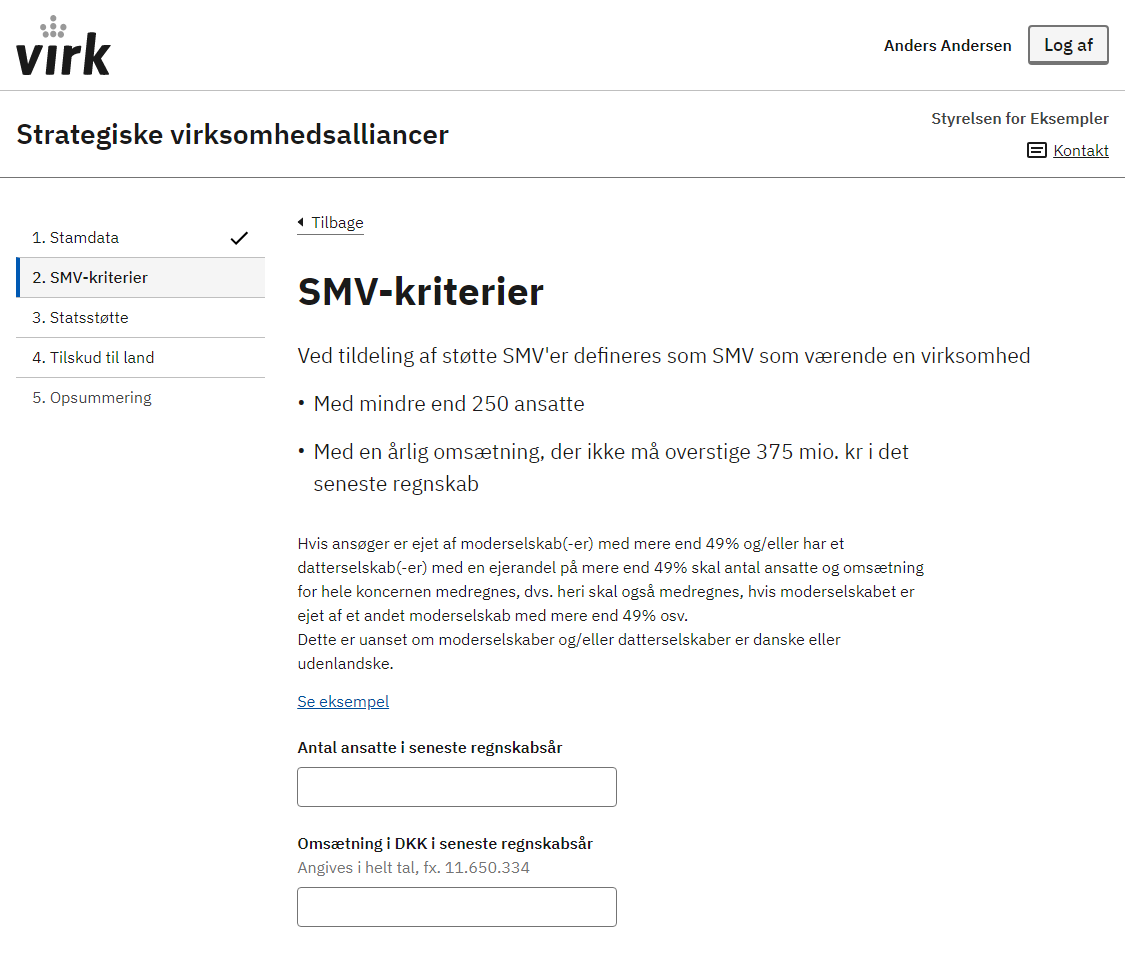 virk
Anders Andersen
Log af
Strategiske virksomhedsalliancer
Styrelsen for Eksempler
Kontakt
1. Stamdata
2. SMV-kriterier
3. Statsstøtte
4. Tilskud til land
5. Opsummering
Tilbage
SMV-kriterier
Ved tildeling af støtte SMV'er defineres som SMV som værende en virksomhed
• Med mindre end 250 ansatte
• Med en årlig omsætning, der ikke må overstige 375 mio. kr i det
seneste regnskab
Hvis ansøger er ejet af moderselskab(-er) med mere end 49% og/eller har et
datterselskab(-er) med en ejerandel på mere end 49% skal antal ansatte og omsætning
for hele koncernen medregnes, dvs. heri skal også medregnes, hvis moderselskabet er
ejet af et andet moderselskab med mere end 49% osv.
Dette er uanset om moderselskaber og/eller datterselskaber er danske eller
udenlandske.
Se eksempel
Antal ansatte i seneste regnskabsår
Omsætning i DKK i seneste regnskabsår
Angives i helt tal, fx. 11.650.334